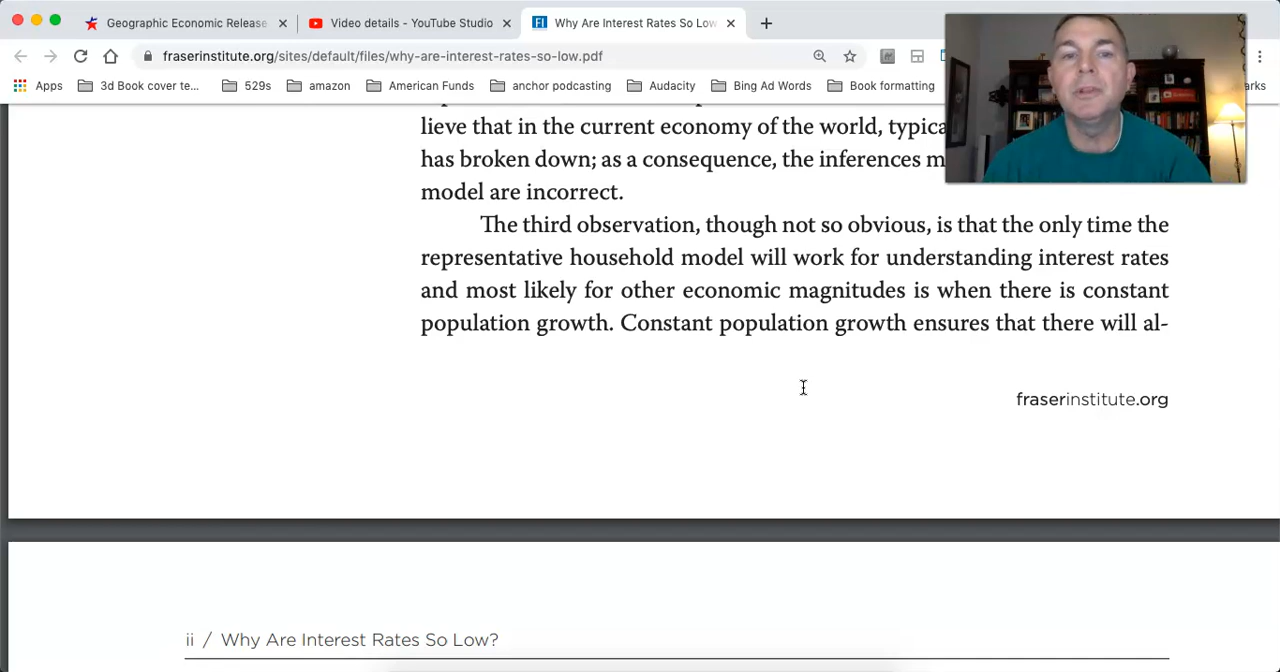 Geographic Economic Release
Video details - YouTube Studio
FI Why Are Interest Rates So Low
fraserinstitute.org/sites/default/files/why-are-interest-rates-so-low.pdf
Apps 3d Book cover te... 529s amazon American Funds anchor podcasting Audacity Bing Ad Words Book formatting arks
lieve that in the current economy of the world, typica
has broken down; as a consequence, the inferences m
model are incorrect.
The third observation, though not so obvious, is that the only time the
representative household model will work for understanding interest rates
and most likely for other economic magnitudes is when there is constant
population growth. Constant population growth ensures that there will al-
fraserinstitute.org
ii / Why Are Interest Rates So Low?